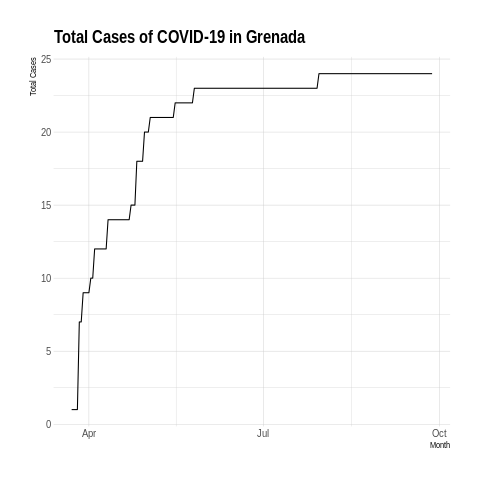 Total Cases of COVID-19 in Grenada
Total Cases
25
20
15
10
5
0
Apr
Jul
Oct
Month